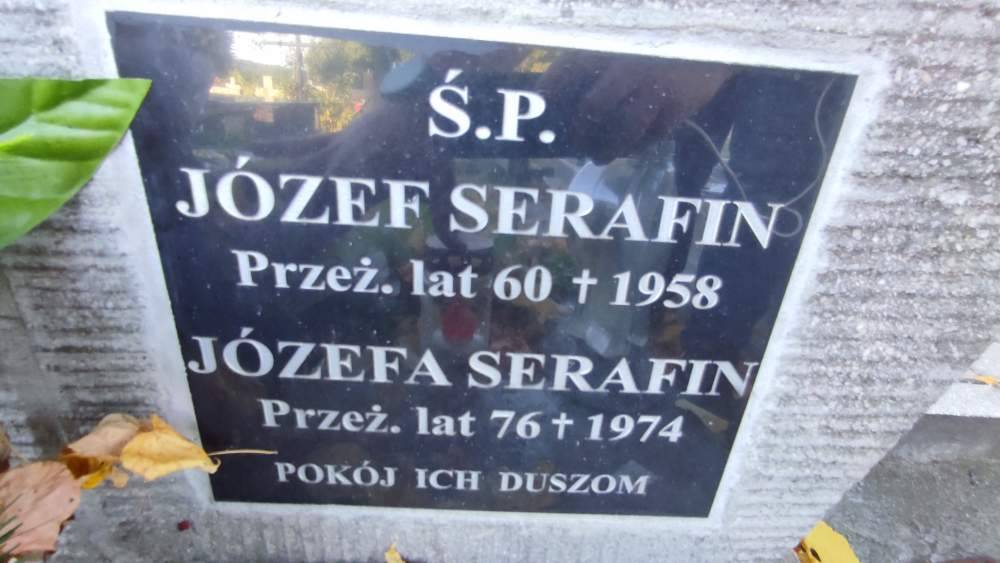 Ś.P.
JÓZEF SERAFIN
Przeż. lat 60 † 1958
JÓZEFA SERAFIN
Przeż. lat 76 † 1974
POKÓJ ICH DUSZOM